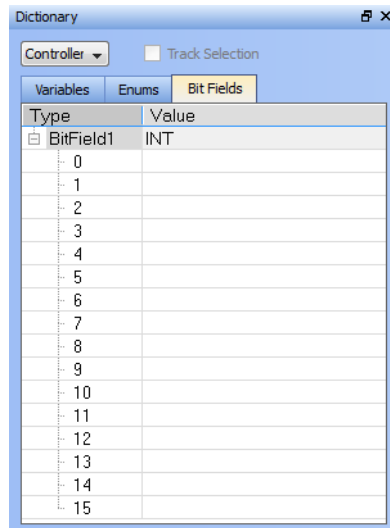 Dictionary
Controller
Track Selection
Variables Enums Bit Fields
Type Value
BitField1 INT
0
1
2
3
4
5
6
7
8
9
10
11
12
13
14
15